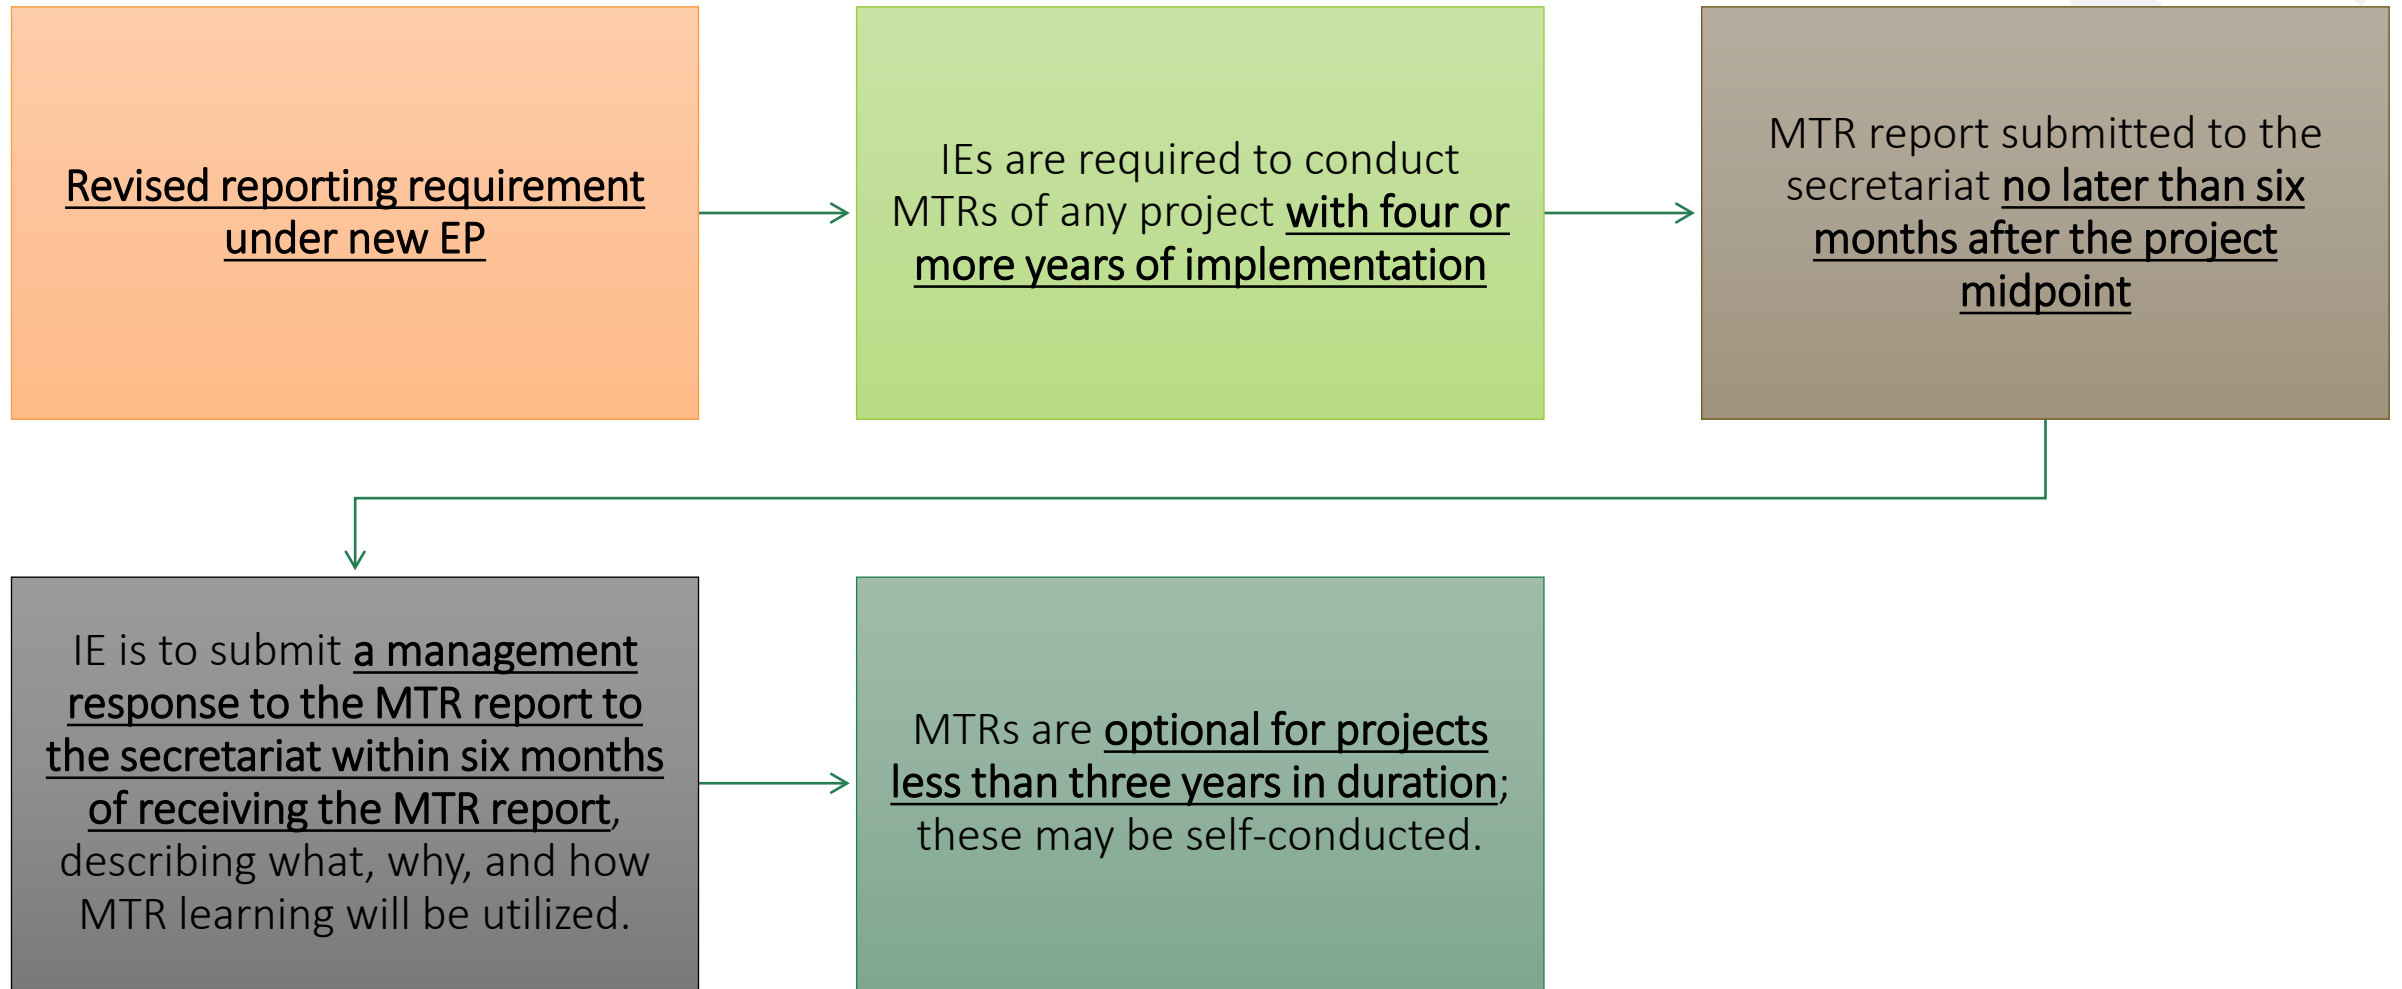 Revised reporting requirement
under new EP
IEs are required to conduct
MTRs of any project with four or
more years of implementation
MTR report submitted to the
secretariat no later than six
months after the project
midpoint
IE is to submit a management
response to the MTR report to
the secretariat within six months
of receiving the MTR report,
describing what, why, and how
MTR learning will be utilized.
MTRs are optional for projects
less than three years in duration;
these may be self-conducted.